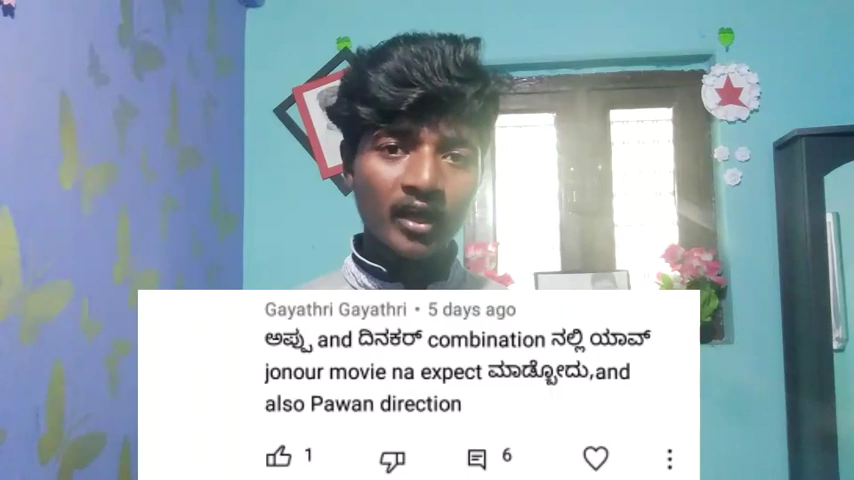 Gayathri Gayathri • 5 days ago
ಅಪ್ಪು and ದಿನಕರ್ combination ನಲ್ಲಿ ಯಾವ್
jonour movie na expect ಮಾಡ್ಬೋದು,and
also Pawan direction
1 6